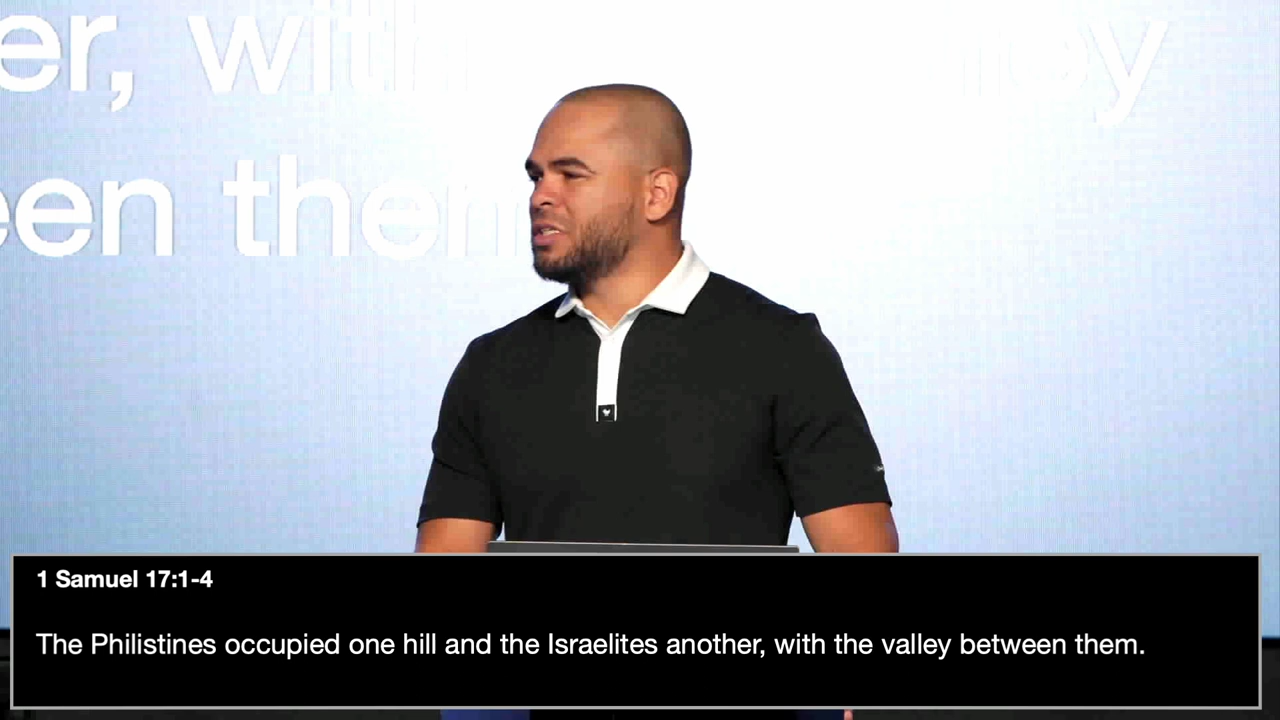 er, with
een them
1 Samuel 17:1-4
The Philistines occupied one hill and the Israelites another, with the valley between them.